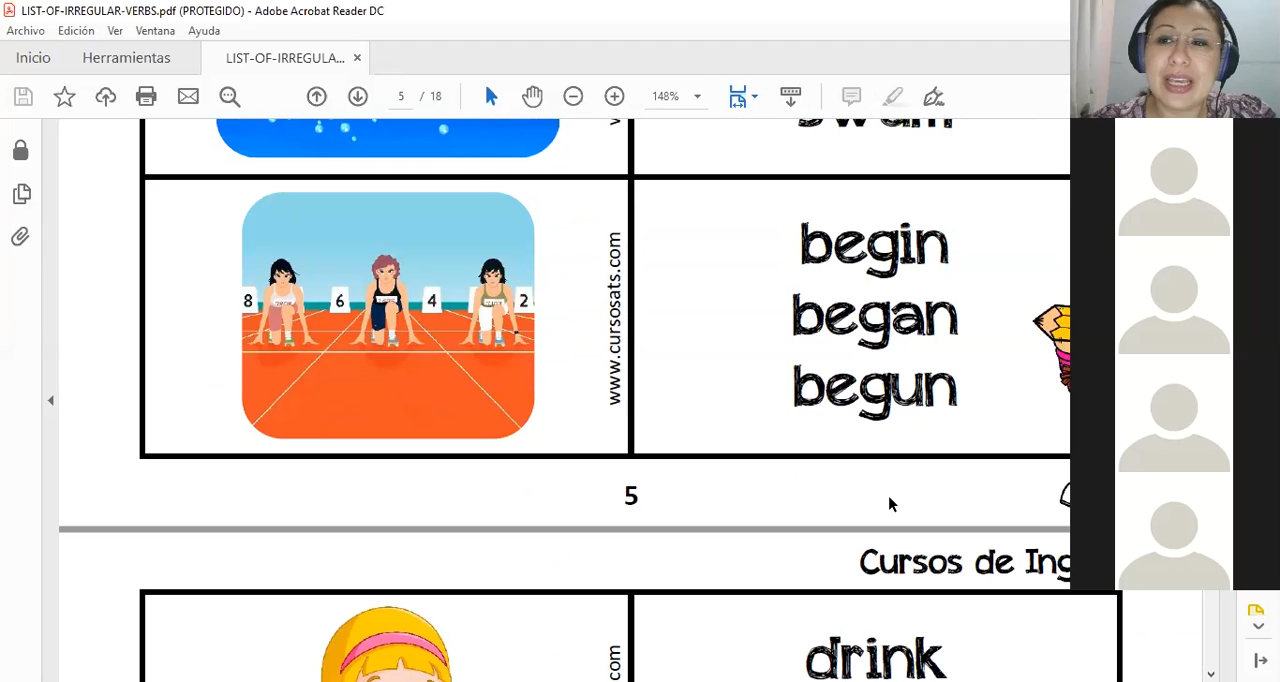 LIST-OF-IRREGULAR-VERBS.pdf (PROTEGIDO) - Adobe Acrobat Reader DC
Archivo Edición Ver Ventana Ayuda
Inicio Herramientas LIST-OF-IRREGULA... ×
5 / 18 148%
swam
8 6 4 2
www.cursosats.com
begin
began
begun
5
Cursos de Ing
com
drink